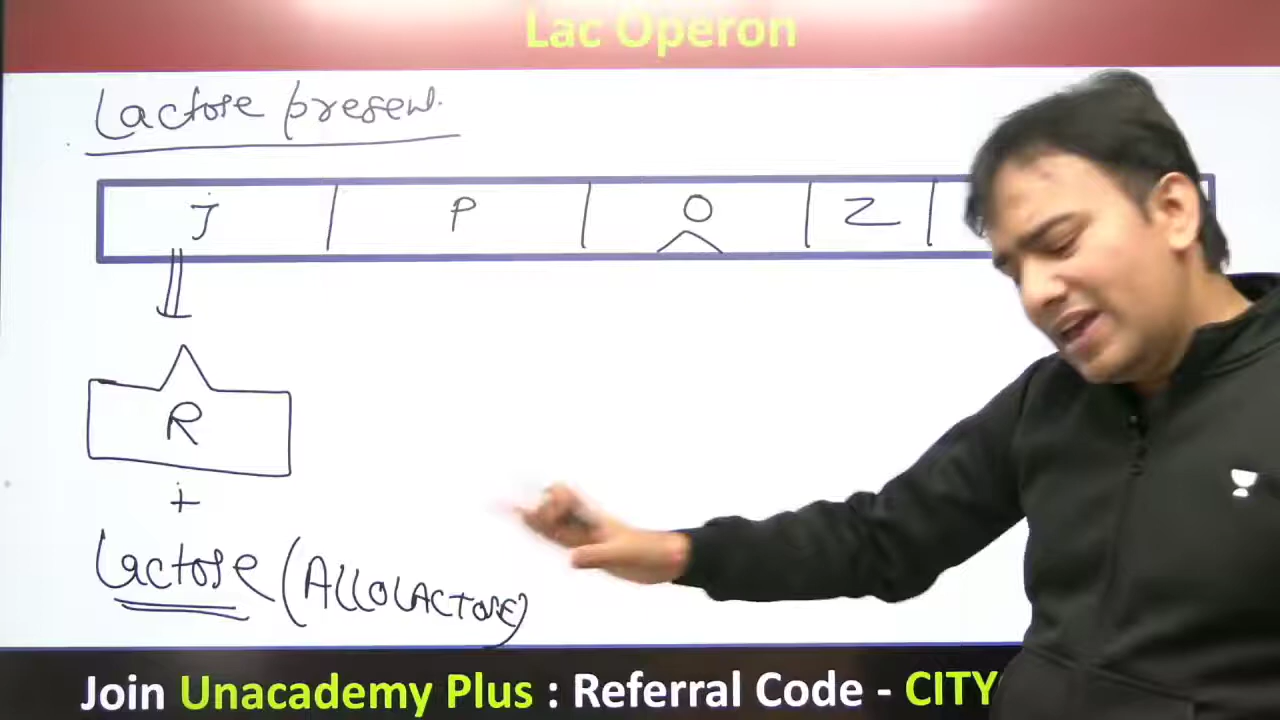 Lac Operon
Lactose present.
i P O Z
R
+
Lactose (ALLOLACTOSE)
Join Unacademy Plus : Referral Code - CITY